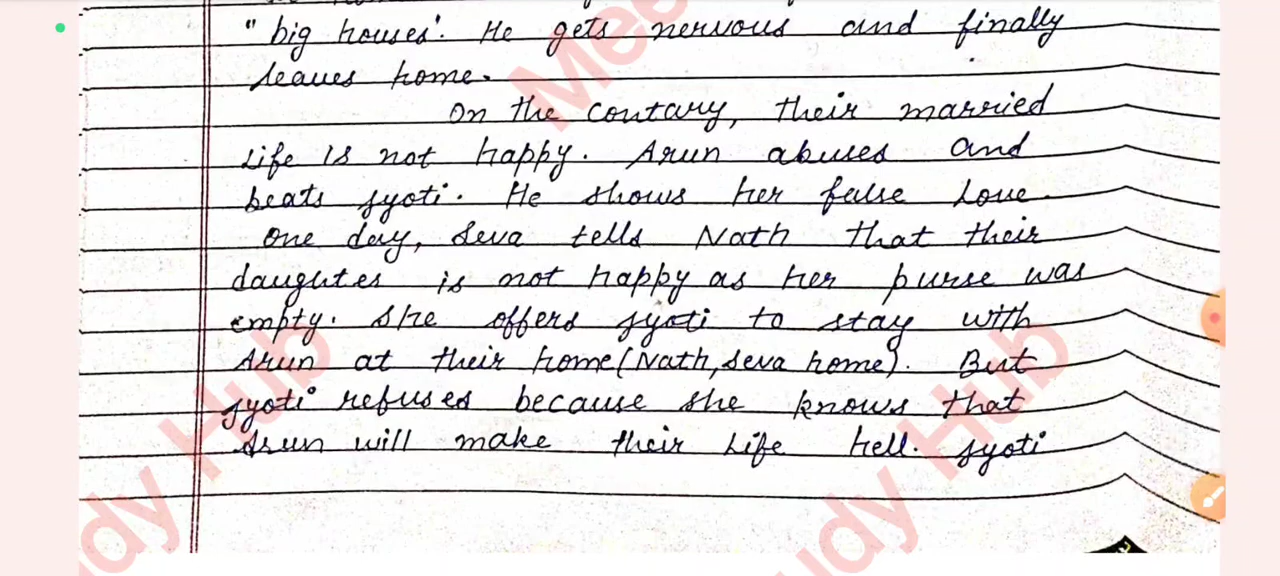 " big houses'. He gets nervous and finally
leaves home.
On the contary, their married
life is not happy. Arun abuses and
beats Jyoti. He shows her false love.
One day, Seva tells Nath that their
daughter is not happy as her purse was
empty. She offers Jyoti to stay with
Arun at their home (Nath, Seva home). But
Jyoti refuses because she knows that
Arun will make their life hell. Jyoti